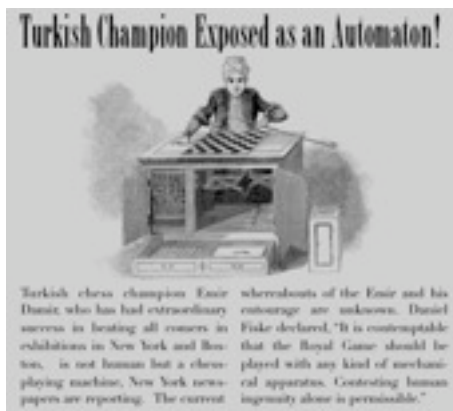 Turkish Champion Exposed as an Automaton!
Turkish chess champion Emir
Damir, who has had extraordinary
success in beating all comers in
exhibitions in New York and Bos-
ton, is not human but a chess-
playing machine, New York news-
papers are reporting. The current
whereabouts of the Emir and his
entourage are unknown. Daniel
Fiske declared, "It is contemptable
that the Royal Game should be
played with any kind of mechani-
cal apparatus. Contesting human
ingenuity alone is permissible."